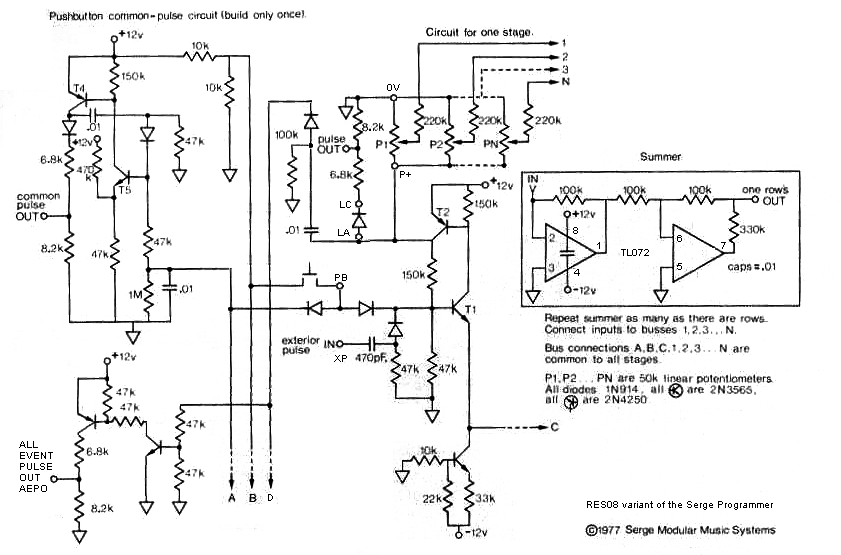 Pushbutton common-pulse circuit (build only once).
Circuit for one stage.
+12v
10k
150k
T4
10k
.01
+12v
47k
6.8k
470
k
T5
common
pulse
OUT
8.2k
47k
47k
1M
.01
1
2
3
N
0V
8.2k
220k
220k
220k
100k
pulse
OUT
P1
P2
PN
6.8k
P+
LC
LA
.01
T2
+12v
150k
150k
PB
T1
exterior
pulse
IN
XP
470pF.
47k
47k
C
10k
22k
33k
-12v
Summer
IN
100k
100k
100k
one rows
OUT
+12v
8
2
1
3
4
-12v
TL072
6
7
5
330k
caps = .01
Repeat summer as many as there are rows.
Connect inputs to busses 1,2,3... N.
Bus connections A,B,C,1,2,3... N are
common to all stages.
P1,P2 ... PN are 50k linear potentiometers.
All diodes 1N914, all are 2N3565,
all are 2N4250
+12v
47k
47k
47k
ALL
EVENT
PULSE
OUT
AEPO
6.8k
47k
8.2k
A B D
RES08 variant of the Serge Programmer
©1977 Serge Modular Music Systems